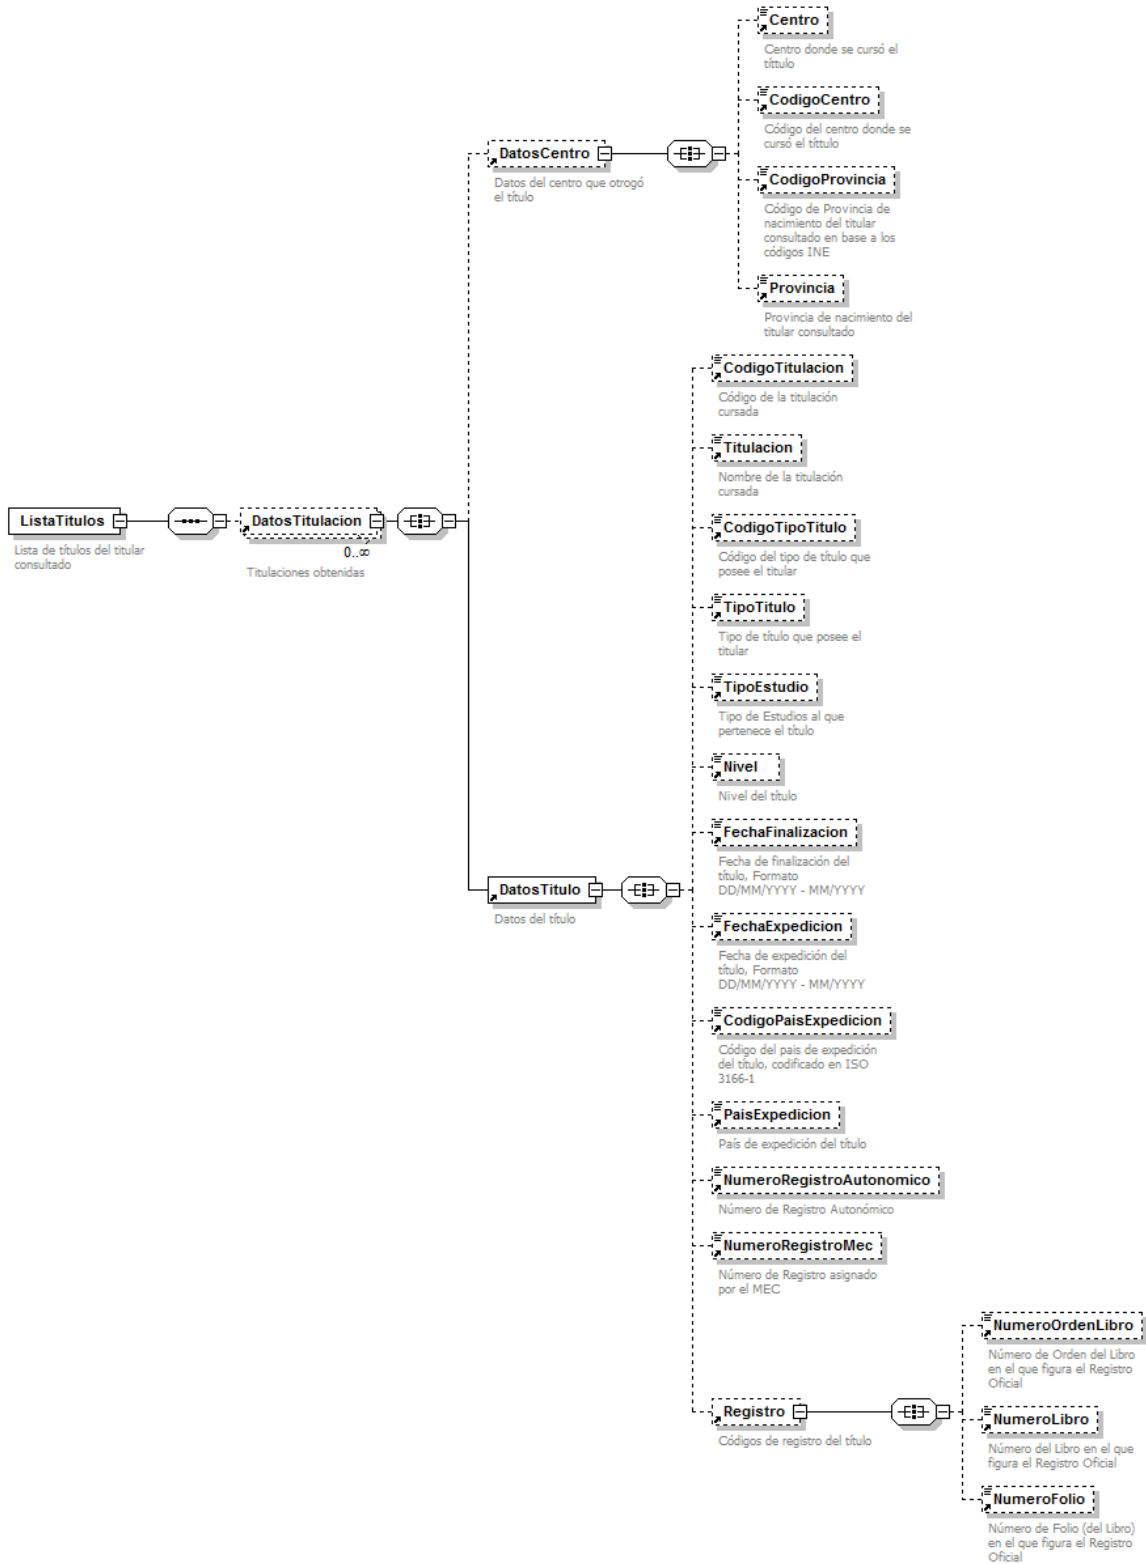 ListaTitulos
Lista de títulos del titular
consultado
DatosTitulacion
0..∞
Titulaciones obtenidas
DatosCentro
Datos del centro que otrogó
el título
Centro
Centro donde se cursó el
títtulo
CodigoCentro
Código del centro donde se
cursó el títtulo
CodigoProvincia
Código de Provincia de
nacimiento del titular
consultado en base a los
códigos INE
Provincia
Provincia de nacimiento del
titular consultado
DatosTitulo
Datos del título
CodigoTitulacion
Código de la titulación
cursada
Titulacion
Nombre de la titulación
cursada
CodigoTipoTitulo
Código del tipo de título que
posee el titular
TipoTitulo
Tipo de título que posee el
titular
TipoEstudio
Tipo de Estudios al que
pertenece el título
Nivel
Nivel del título
FechaFinalizacion
Fecha de finalización del
título, Formato
DD/MM/YYYY - MM/YYYY
FechaExpedicion
Fecha de expedición del
título, Formato
DD/MM/YYYY - MM/YYYY
CodigoPaisExpedicion
Código del pais de expedición
del título, codificado en ISO
3166-1
PaisExpedicion
País de expedición del título
NumeroRegistroAutonomico
Número de Registro Autonómico
NumeroRegistroMec
Número de Registro asignado
por el MEC
Registro
Códigos de registro del título
NumeroOrdenLibro
Número de Orden del Libro
en el que figura el Registro
Oficial
NumeroLibro
Número del Libro en el que
figura el Registro Oficial
NumeroFolio
Número de Folio (del Libro)
en el que figura el Registro
Oficial